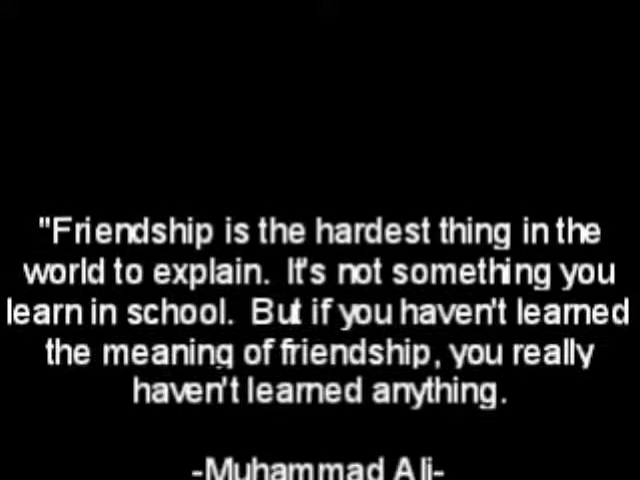 "Friendship is the hardest thing in the
world to explain. It's not something you
learn in school. But if you haven't learned
the meaning of friendship, you really
haven't learned anything.
-Muhammad Ali-